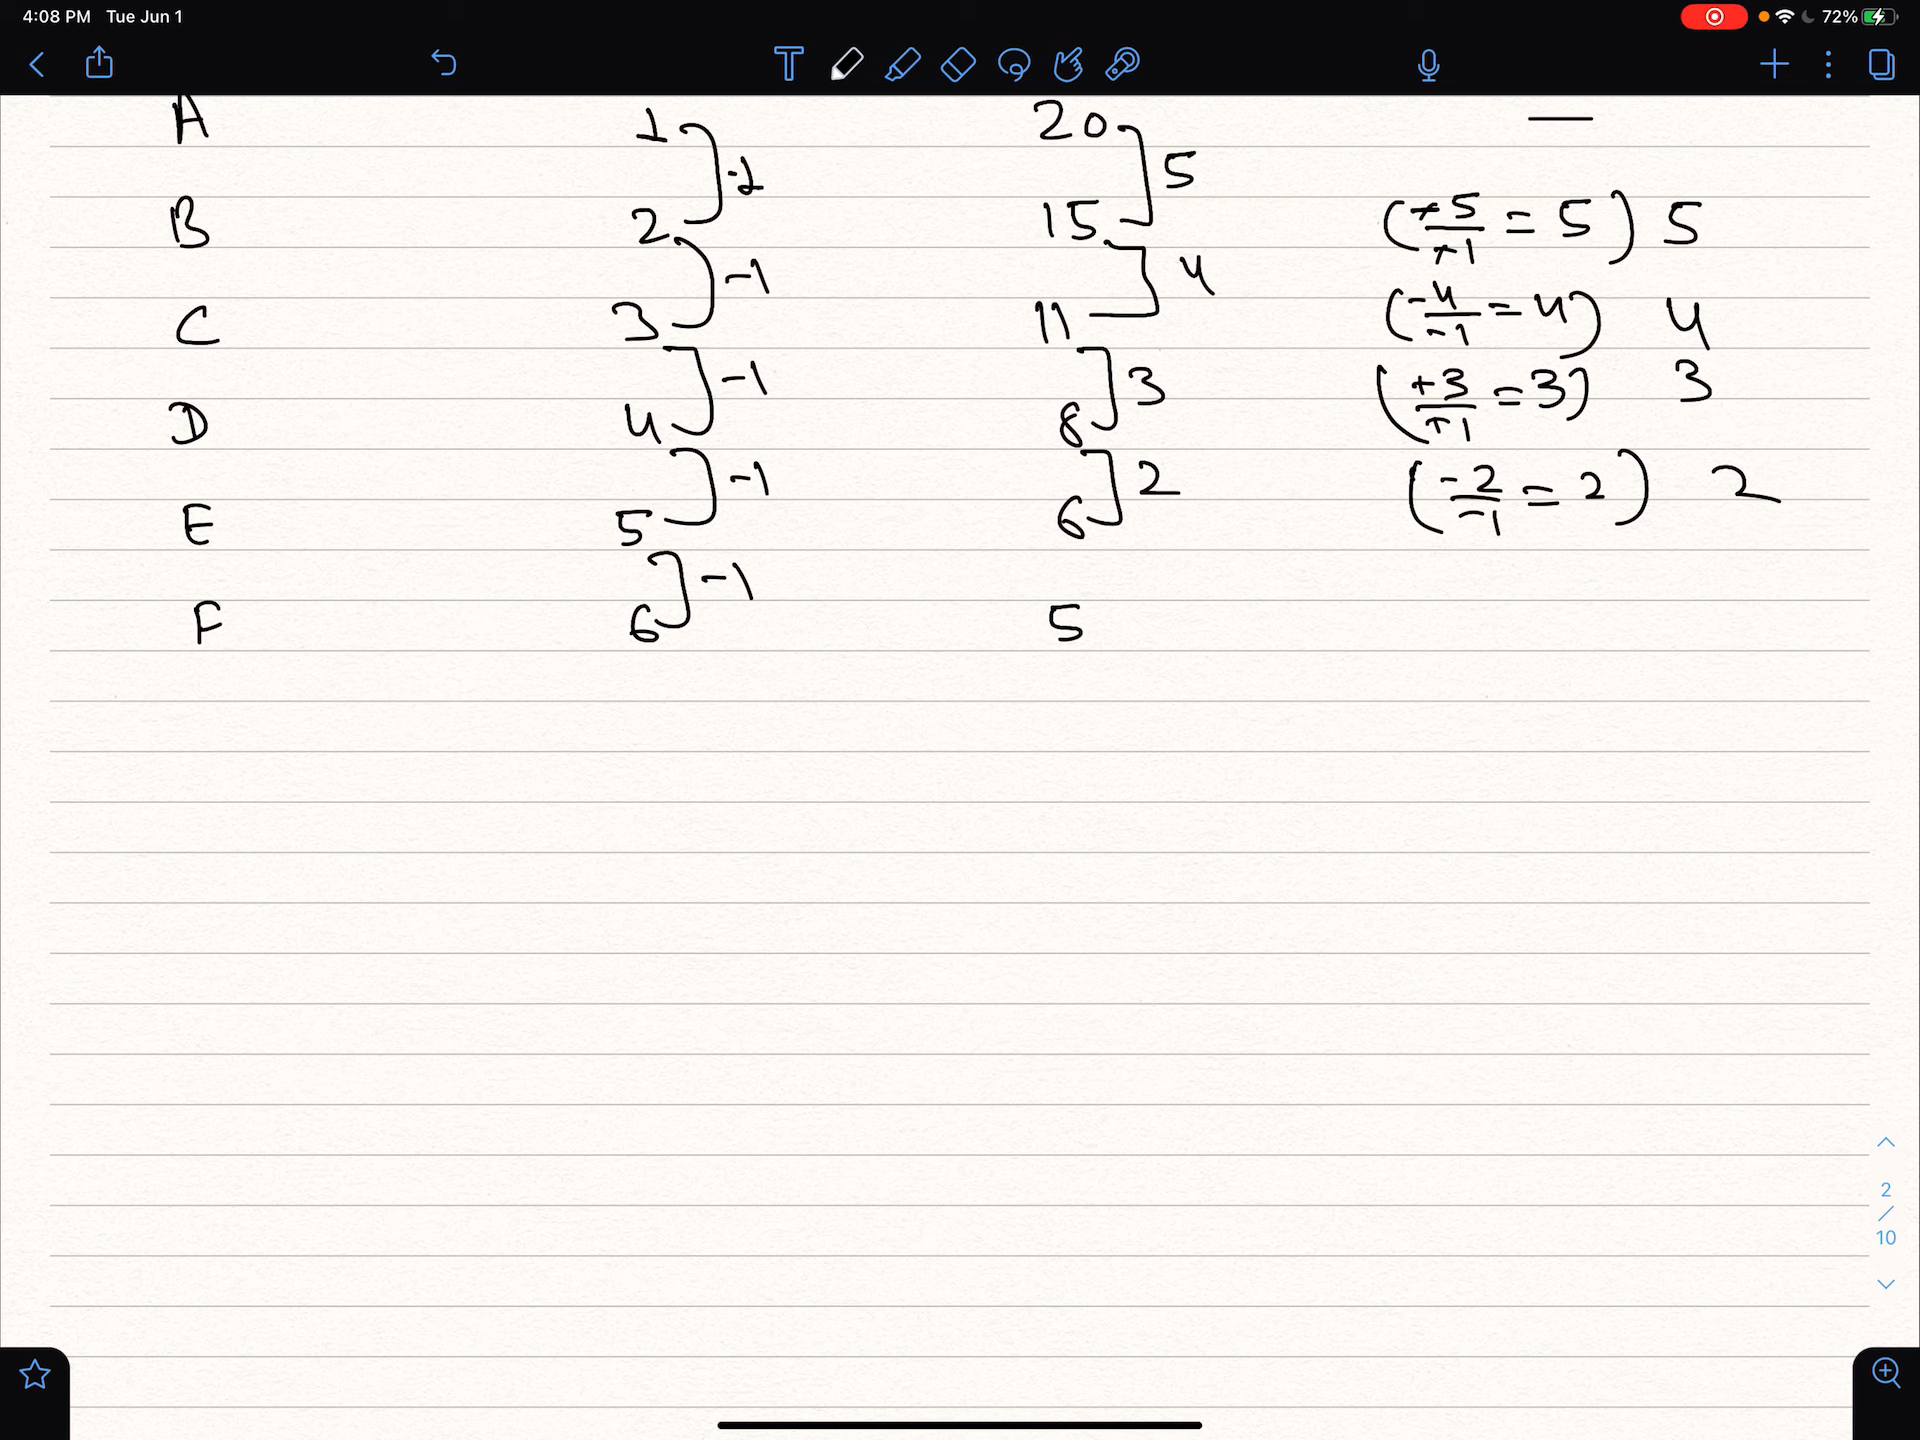 4:08 PM Tue Jun 1
72%
A 1 20 —
-1 5
B 2 15 (+5/+1 = 5) 5
-1 4
C 3 11 (-4/-1 = 4) 4
-1 3
D 4 8 (+3/+1 = 3) 3
-1 2
E 5 6 (-2/-1 = 2) 2
-1
F 6 5
2
/
10